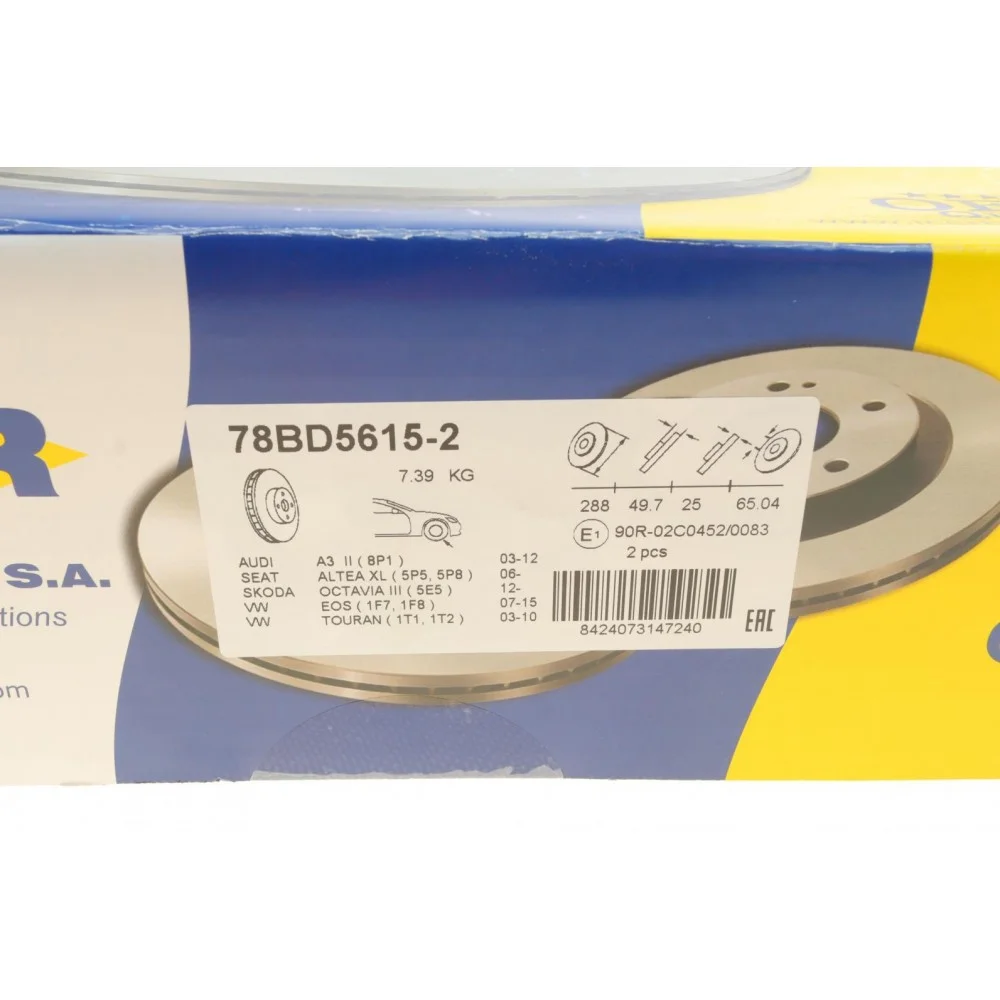 78BD5615-2
7.39 KG
288 49.7 25 65.04
E1 90R-02C0452/0083
2 pcs
AUDI A3 II ( 8P1 ) 03-12
SEAT ALTEA XL ( 5P5, 5P8 ) 06-
SKODA OCTAVIA III ( 5E5 ) 12-
VW EOS ( 1F7, 1F8 ) 07-15
VW TOURAN ( 1T1, 1T2 ) 03-10
8424073147240
EAC
R
S.A.
tions
om